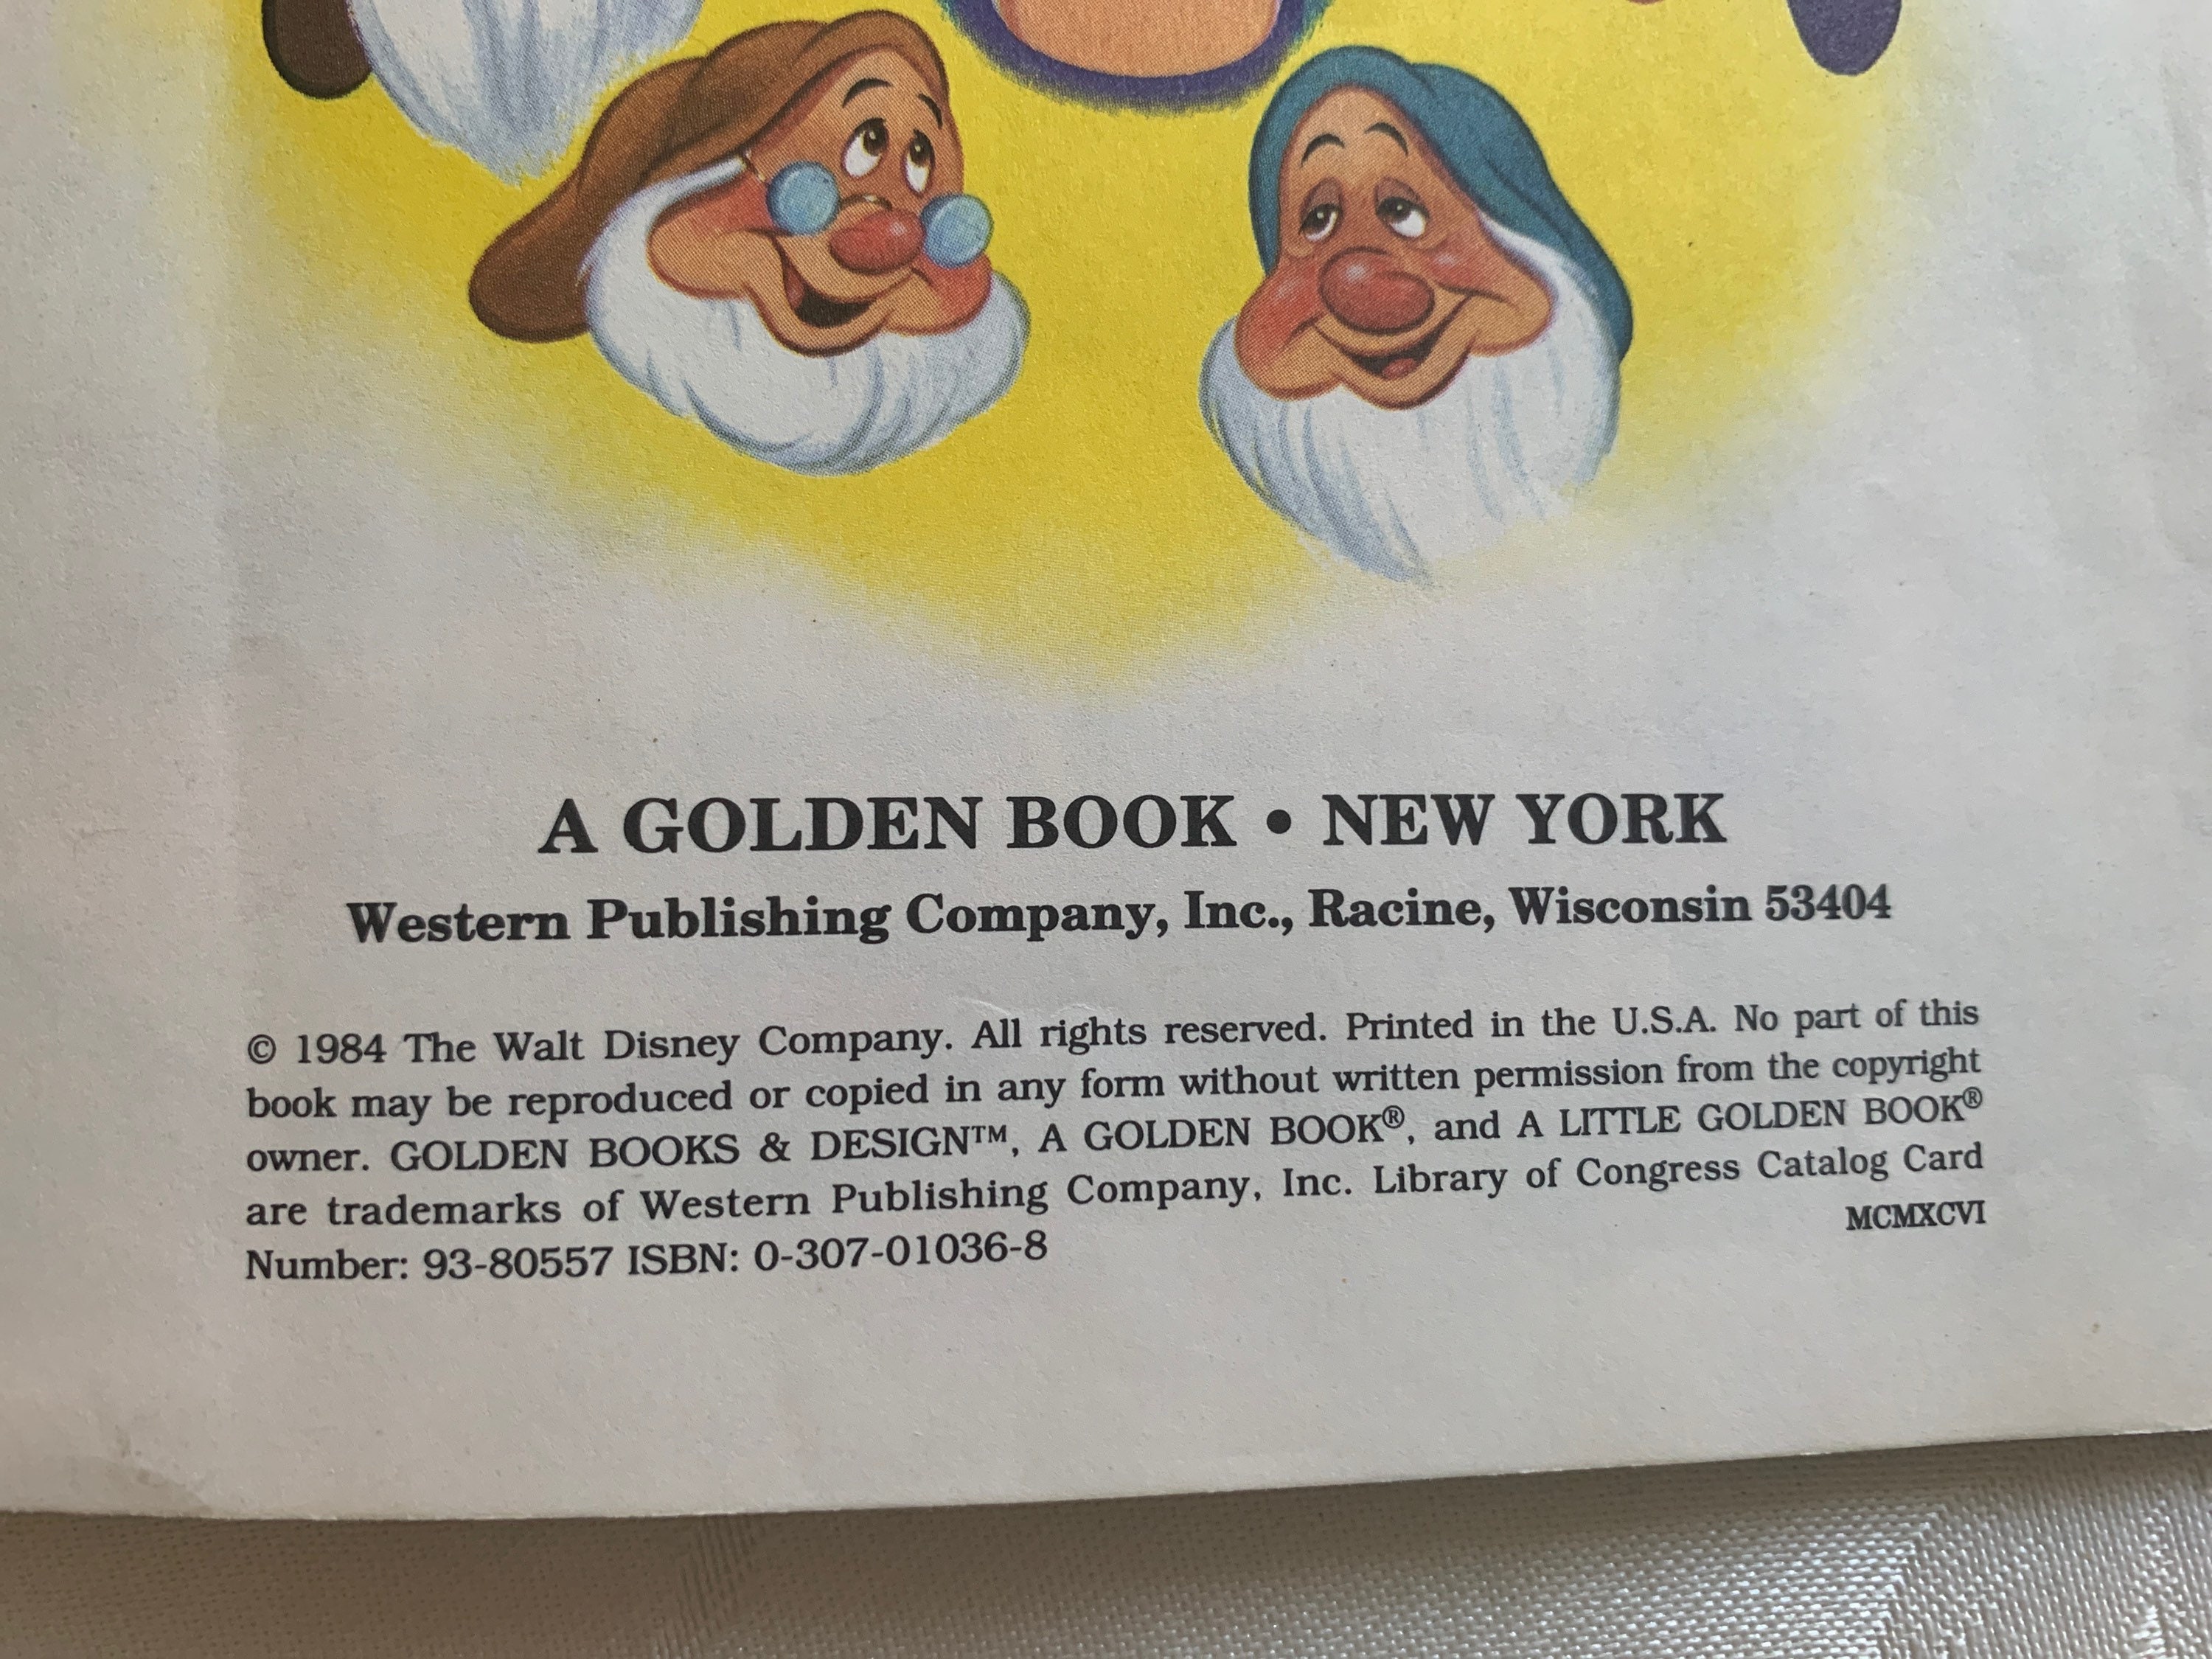 A GOLDEN BOOK • NEW YORK
Western Publishing Company, Inc., Racine, Wisconsin 53404
© 1984 The Walt Disney Company. All rights reserved. Printed in the U.S.A. No part of this
book may be reproduced or copied in any form without written permission from the copyright
owner. GOLDEN BOOKS & DESIGN™, A GOLDEN BOOK®, and A LITTLE GOLDEN BOOK®
are trademarks of Western Publishing Company, Inc. Library of Congress Catalog Card
Number: 93-80557 ISBN: 0-307-01036-8
MCMXCVI